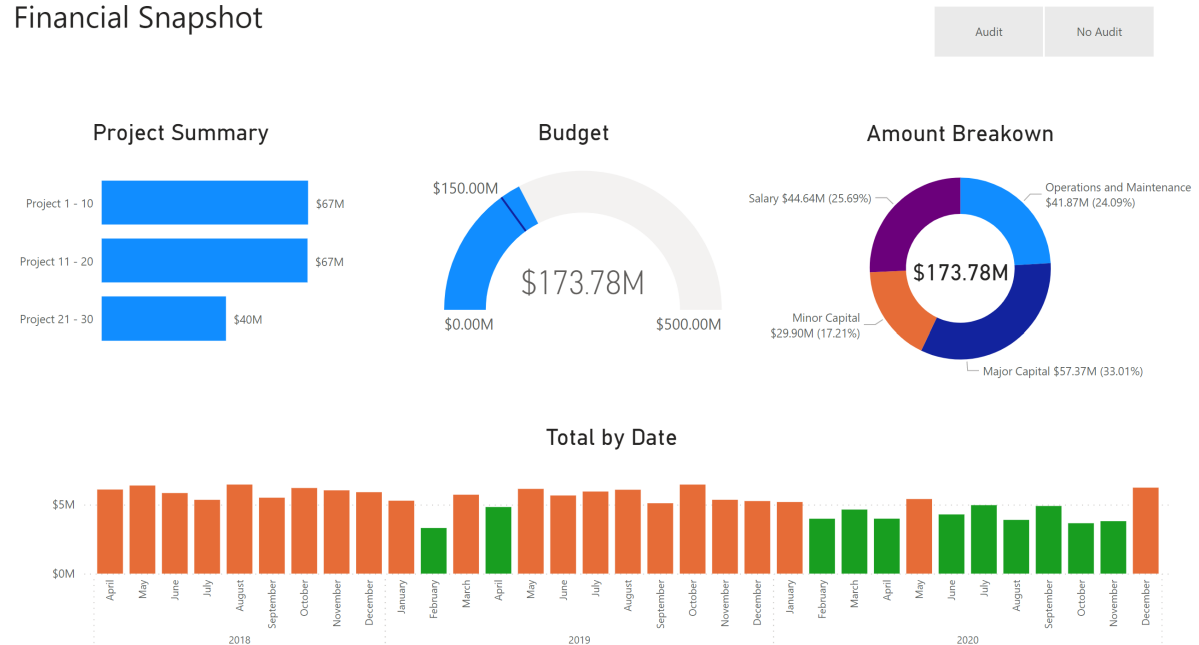 Financial Snapshot
Audit
No Audit
Project Summary
Project 1 - 10
$67M
Project 11 - 20
$67M
Project 21 - 30
$40M
Budget
$150.00M
$173.78M
$0.00M
$500.00M
Amount Breakown
Salary $44.64M (25.69%)
Operations and Maintenance
$41.87M (24.09%)
$173.78M
Minor Capital
$29.90M (17.21%)
Major Capital $57.37M (33.01%)
Total by Date
$5M
$0M
April
May
June
July
August
September
October
November
December
January
February
March
April
May
June
July
August
September
October
November
December
January
February
March
April
May
June
July
August
September
October
November
December
2018
2019
2020